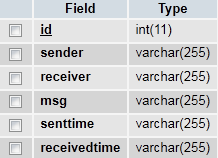 Field Type
id int(11)
sender varchar(255)
receiver varchar(255)
msg varchar(255)
senttime varchar(255)
receivedtime varchar(255)